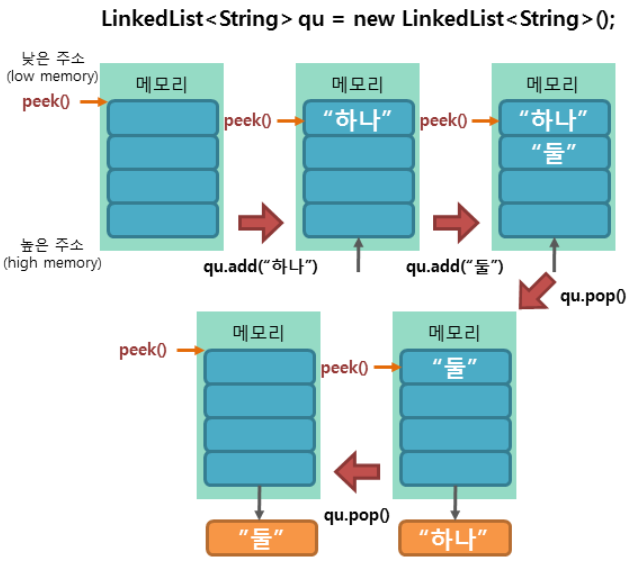 LinkedList<String> qu = new LinkedList<String>();
낮은 주소
(low memory)
peek()
메모리
높은 주소
(high memory)
메모리
peek()
“하나”
qu.add(“하나”)
메모리
peek()
“하나”
“둘”
qu.add(“둘”)
qu.pop()
메모리
peek()
“둘”
메모리
peek()
“둘”
qu.pop()
“하나”